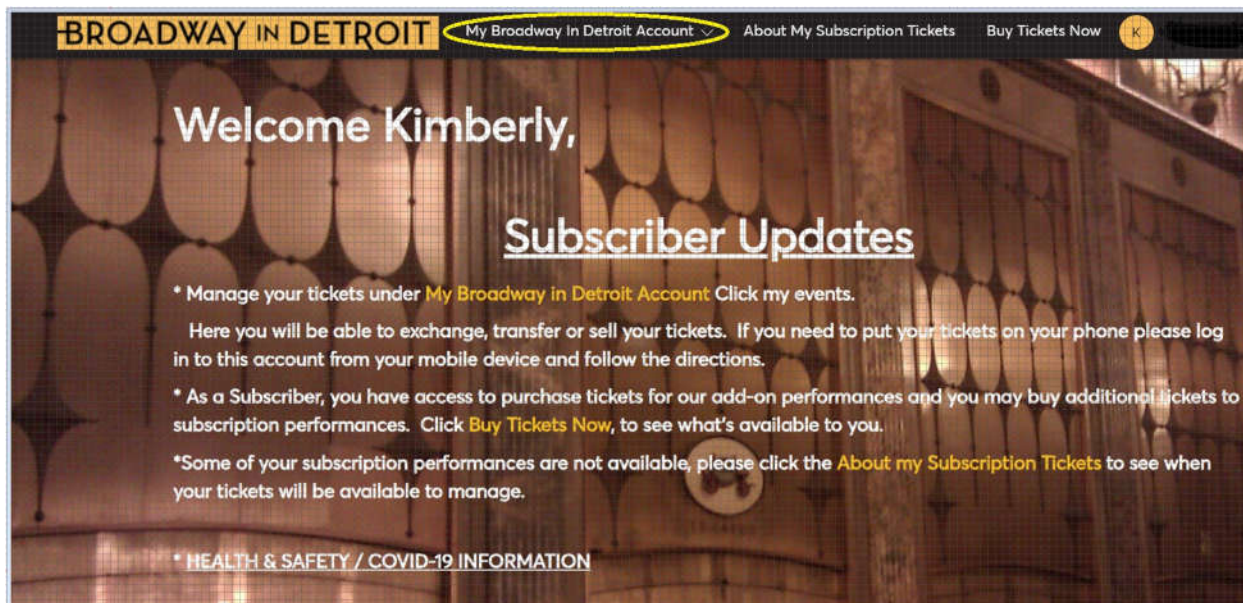 BROADWAY IN DETROIT
My Broadway In Detroit Account
About My Subscription Tickets
Buy Tickets Now
K
Welcome Kimberly,
Subscriber Updates
* Manage your tickets under My Broadway in Detroit Account Click my events.
Here you will be able to exchange, transfer or sell your tickets. If you need to put your tickets on your phone please log
in to this account from your mobile device and follow the directions.
* As a Subscriber, you have access to purchase tickets for our add-on performances and you may buy additional tickets to
subscription performances. Click Buy Tickets Now, to see what's available to you.
*Some of your subscription performances are not available, please click the About my Subscription Tickets to see when
your tickets will be available to manage.
* HEALTH & SAFETY / COVID-19 INFORMATION